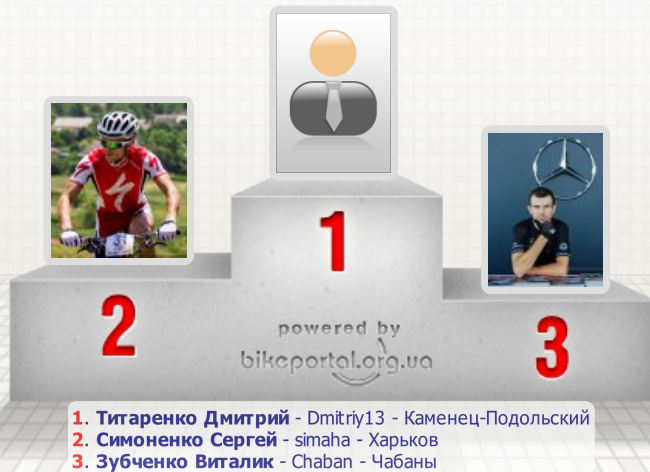 1
2
3
powered by
bikeportal.org.ua
1. Титаренко Дмитрий - Dmitriy13 - Каменец-Подольский
2. Симоненко Сергей - simaha - Харьков
3. Зубченко Виталик - Chaban - Чабаны